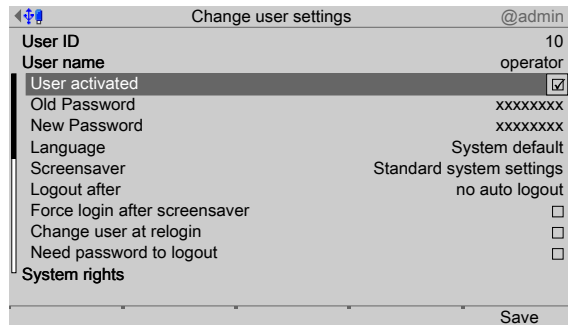 Change user settings @admin
User ID 10
User name operator
User activated
Old Password xxxxxxxx
New Password xxxxxxxx
Language System default
Screensaver Standard system settings
Logout after no auto logout
Force login after screensaver
Change user at relogin
Need password to logout
System rights
Save